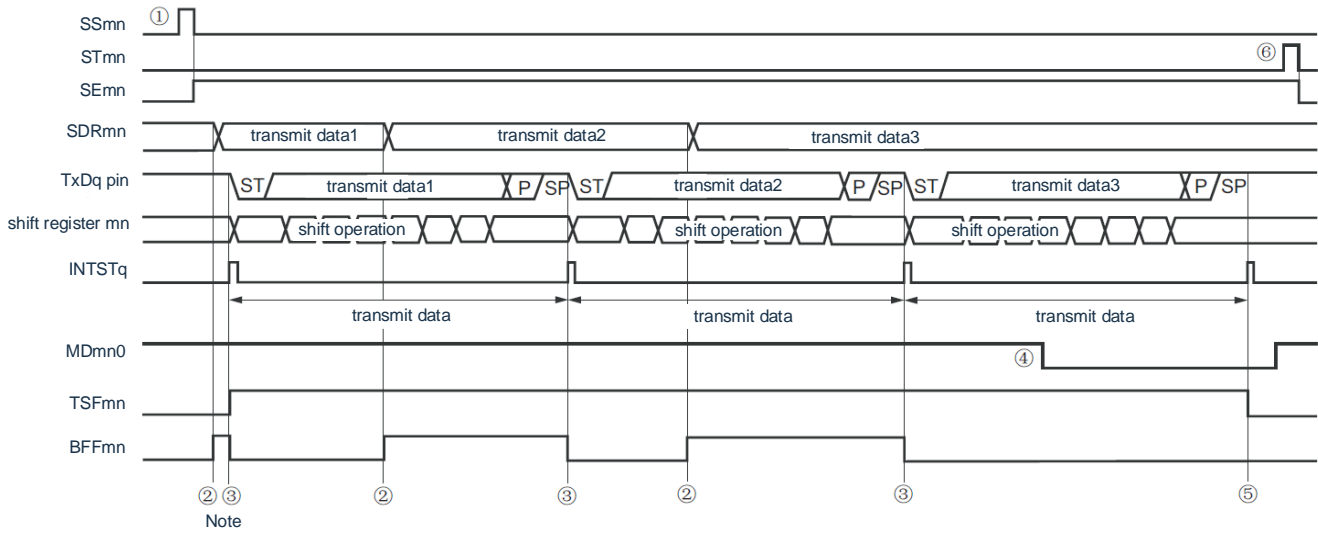 SSmn ①
STmn ⑥
SEmn
SDRmn transmit data1 transmit data2 transmit data3
TxDq pin ST transmit data1 P SP ST transmit data2 P SP ST transmit data3 P SP
shift register mn shift operation shift operation shift operation
INTSTq
transmit data transmit data transmit data
MDmn0 ④
TSFmn
BFFmn
② ③ ② ③ ② ③ ⑤
Note